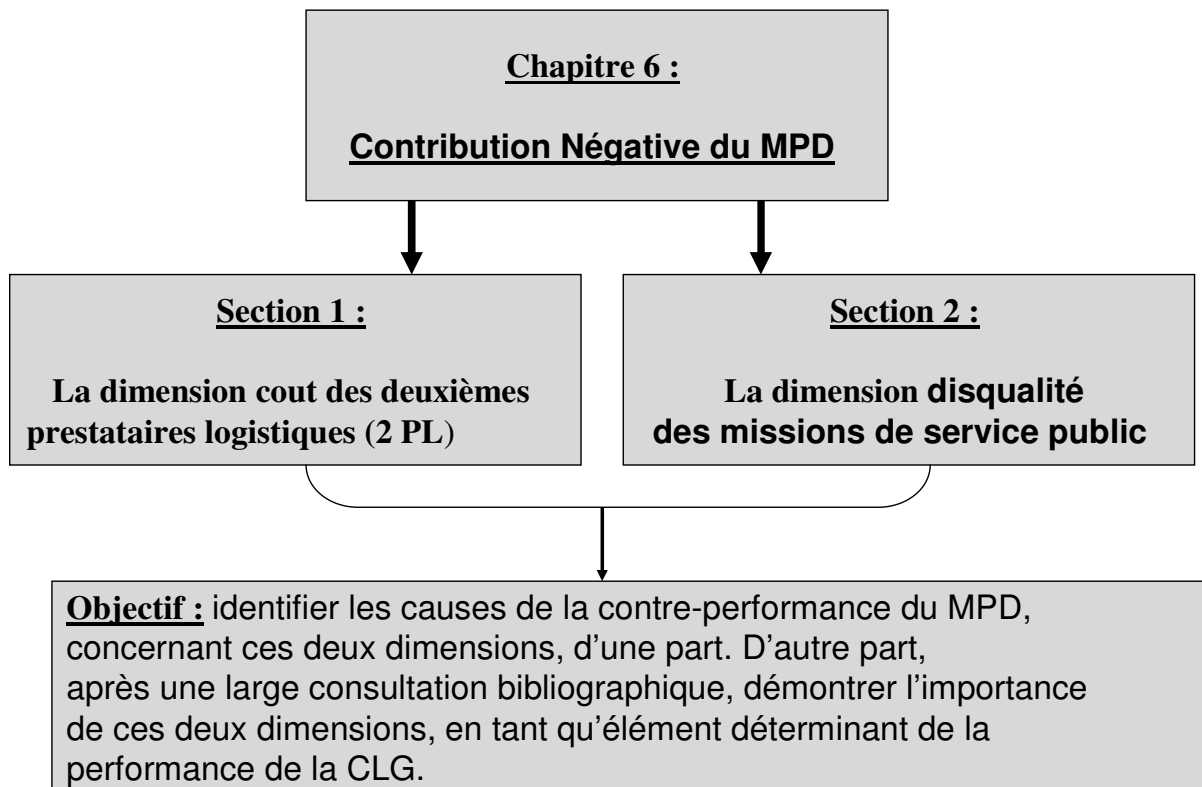 Chapitre 6 :
Contribution Négative du MPD
Section 1 :
La dimension cout des deuxièmes
prestataires logistiques (2 PL)
Section 2 :
La dimension disqualité
des missions de service public
Objectif : identifier les causes de la contre-performance du MPD,
concernant ces deux dimensions, d'une part. D'autre part,
après une large consultation bibliographique, démontrer l'importance
de ces deux dimensions, en tant qu'élément déterminant de la
performance de la CLG.